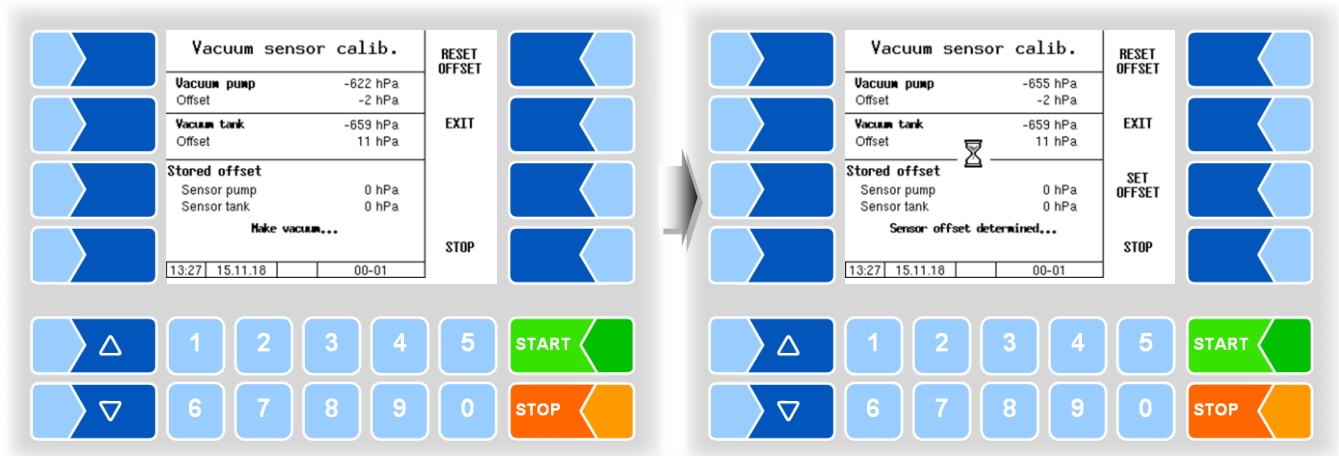 Vacuum sensor calib.
RESET
OFFSET
Vacuum pump -622 hPa
Offset -2 hPa
Vacuum tank -659 hPa
EXIT
Offset 11 hPa
Stored offset
Sensor pump 0 hPa
Sensor tank 0 hPa
Make vacuum...
STOP
13:27 15.11.18 00-01
1 2 3 4 5 START
6 7 8 9 0 STOP
Vacuum sensor calib.
RESET
OFFSET
Vacuum pump -655 hPa
Offset -2 hPa
Vacuum tank -659 hPa
EXIT
Offset 11 hPa
Stored offset
SET
OFFSET
Sensor pump 0 hPa
Sensor tank 0 hPa
Sensor offset determined...
STOP
13:27 15.11.18 00-01
1 2 3 4 5 START
6 7 8 9 0 STOP